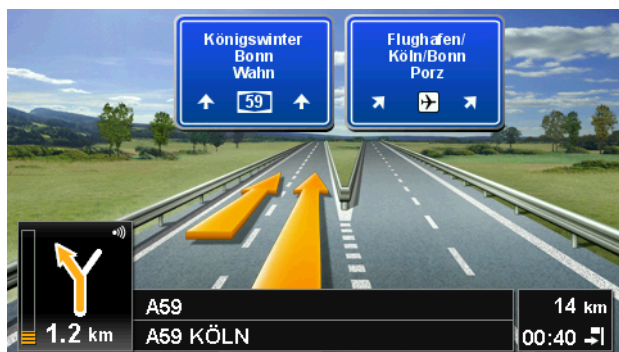 Königswinter
Bonn
Wahn
59
Flughafen/
Köln/Bonn
Porz
1.2 km
A59
A59 KÖLN
14 km
00:40